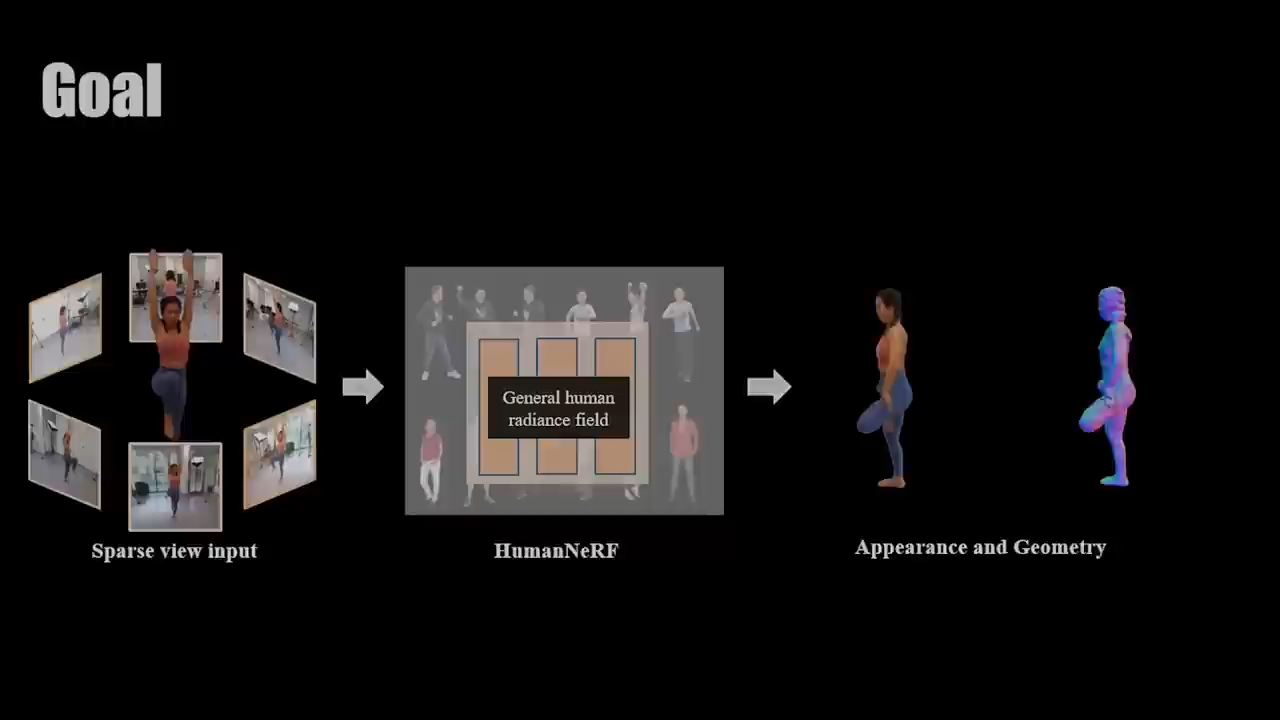 Goal
General human
radiance field
Sparse view input
HumanNeRF
Appearance and Geometry